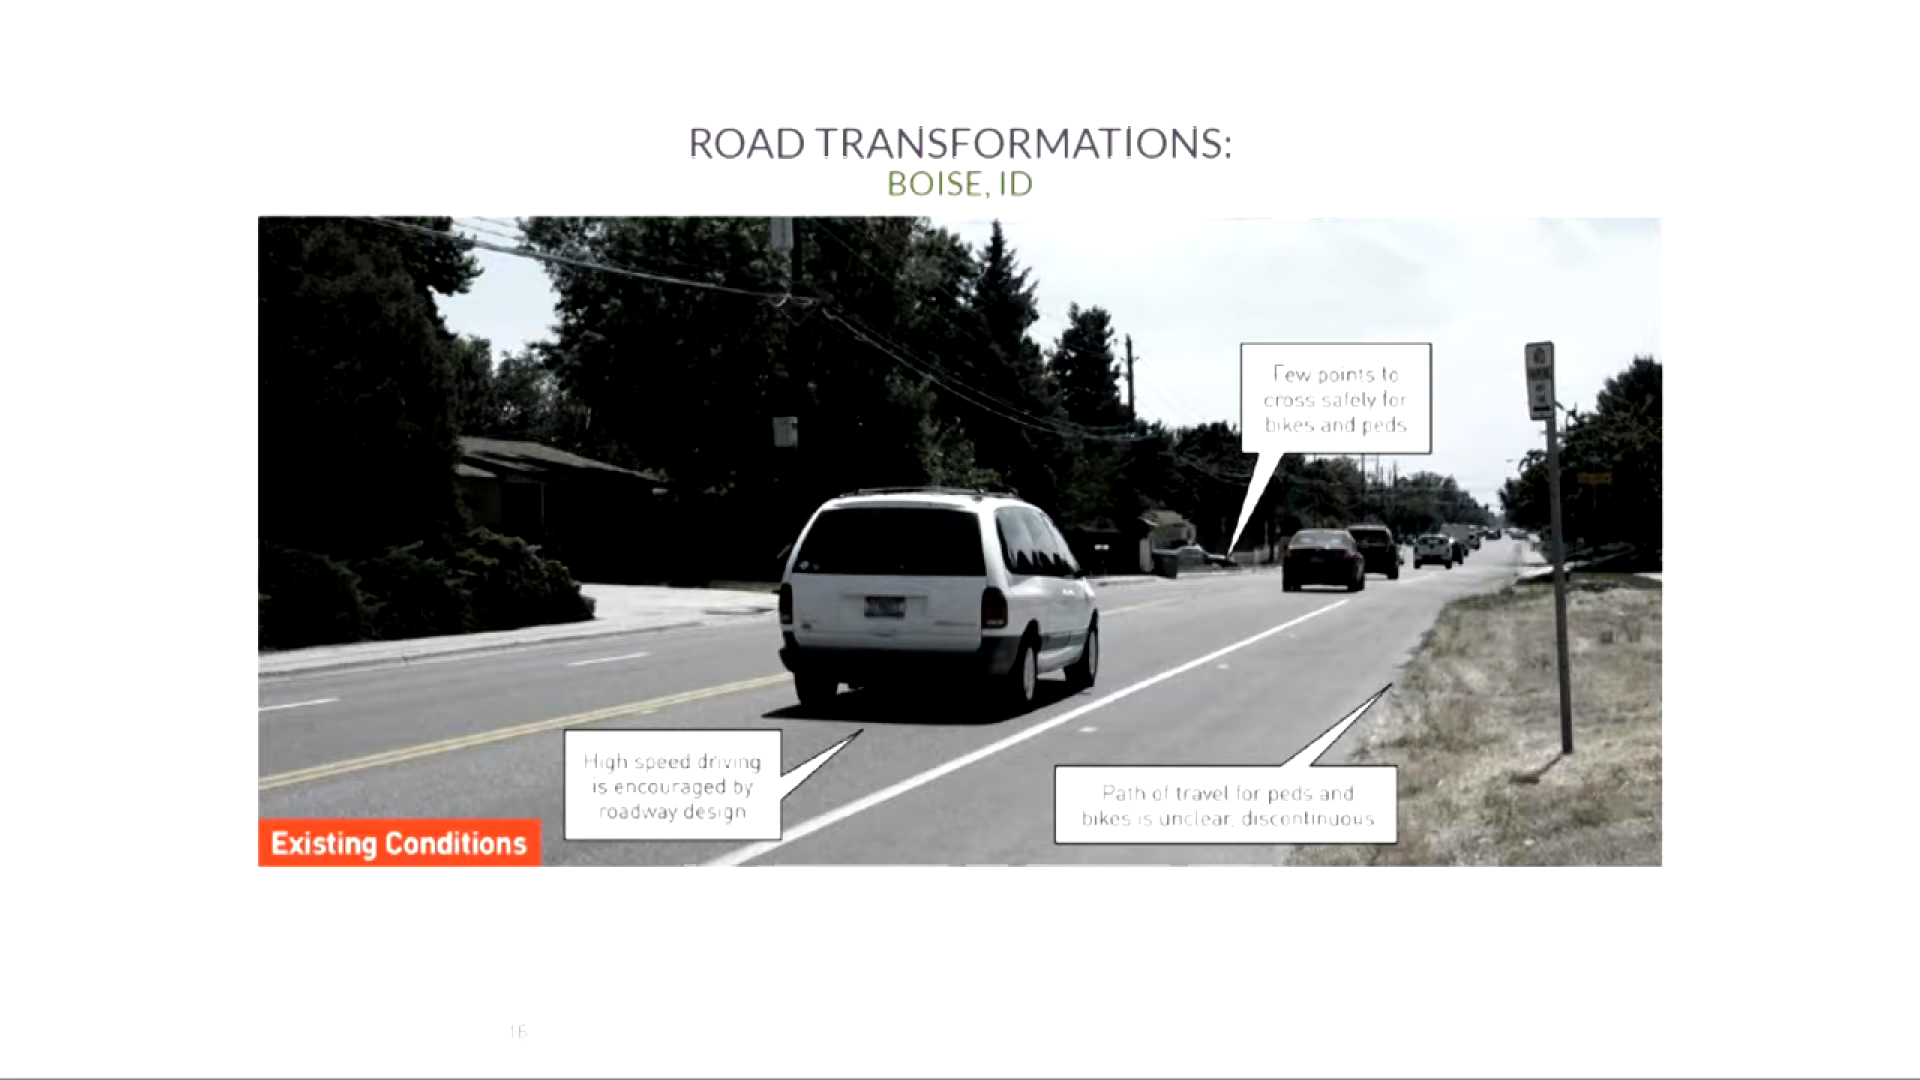 ROAD TRANSFORMATIONS:
BOISE, ID
Few points to
cross safely for
bikes and peds
High speed driving
is encouraged by
roadway design
Path of travel for peds and
bikes is unclear, discontinuous
Existing Conditions
16